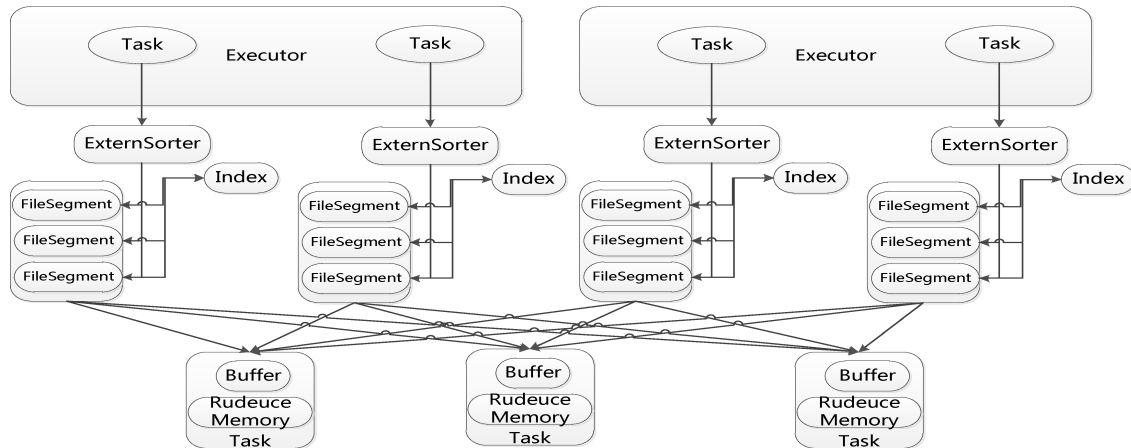 Task
Executor
Task
Task
Executor
Task
ExternSorter
ExternSorter
ExternSorter
ExternSorter
Index
Index
Index
Index
FileSegment
FileSegment
FileSegment
FileSegment
FileSegment
FileSegment
FileSegment
FileSegment
FileSegment
FileSegment
FileSegment
FileSegment
Buffer
Rudeuce
Memory
Task
Buffer
Rudeuce
Memory
Task
Buffer
Rudeuce
Memory
Task